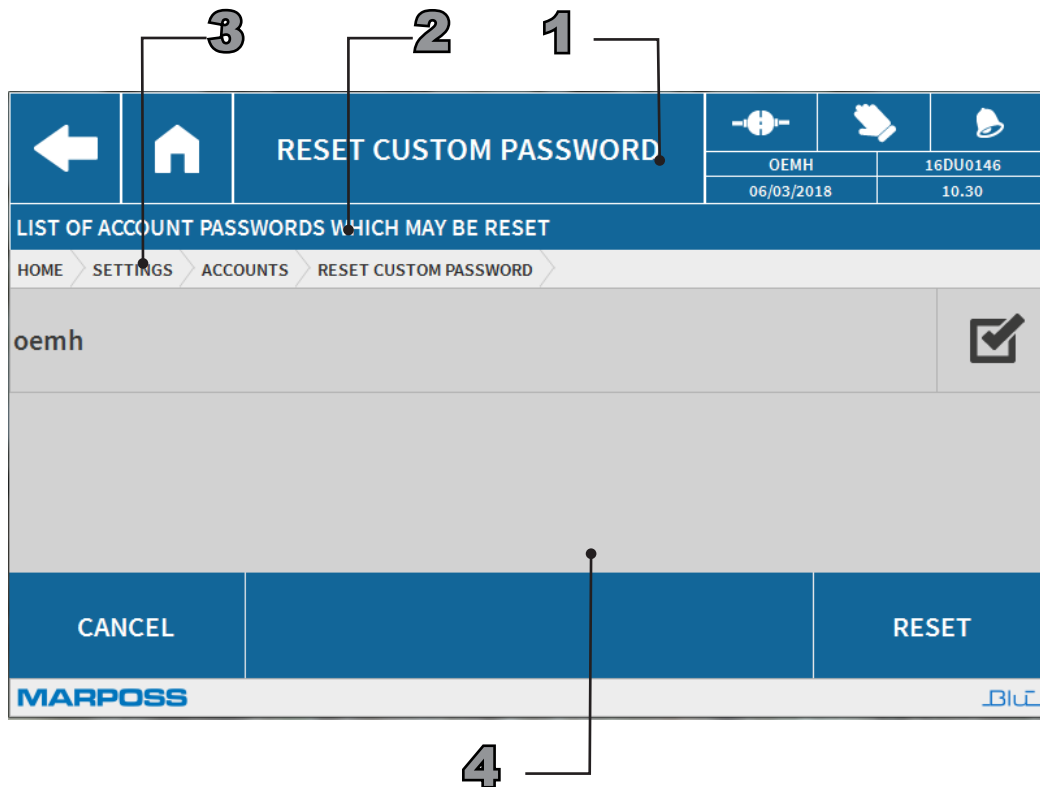 3 2 1
RESET CUSTOM PASSWORD
OEMH 16DU0146
06/03/2018 10.30
LIST OF ACCOUNT PASSWORDS WHICH MAY BE RESET
HOME SETTINGS ACCOUNTS RESET CUSTOM PASSWORD
oemh
CANCEL RESET
MARPOSS Blú
4